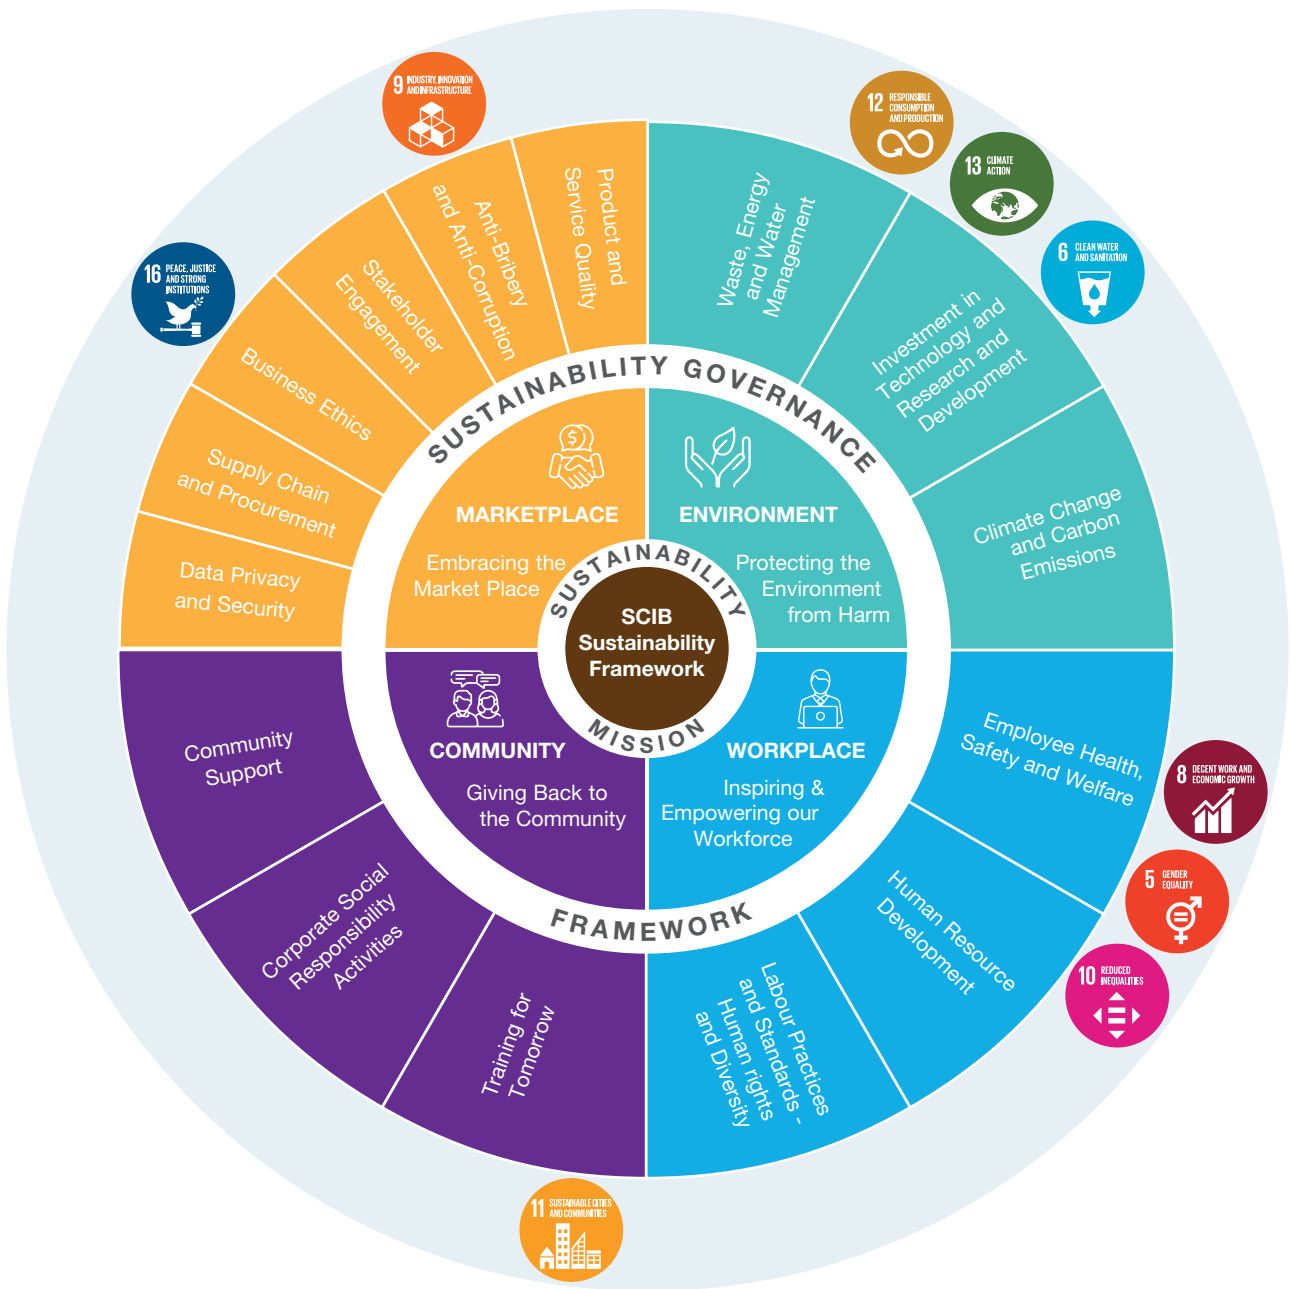 9 INDUSTRY, INNOVATION
AND INFRASTRUCTURE
12 RESPONSIBLE
CONSUMPTION
AND PRODUCTION
13 CLIMATE
ACTION
6 CLEAN WATER
AND SANITATION
16 PEACE, JUSTICE
AND STRONG
INSTITUTIONS
8 DECENT WORK AND
ECONOMIC GROWTH
5 GENDER
EQUALITY
10 REDUCED
INEQUALITIES
11 SUSTAINABLE CITIES
AND COMMUNITIES
Product and
Service Quality
Anti-Bribery
and Anti-Corruption
Stakeholder
Engagement
Business Ethics
Supply Chain
and Procurement
Data Privacy
and Security
Waste, Energy
and Water
Management
Investment in
Technology and
Research and
Development
Climate Change
and Carbon
Emissions
Employee Health,
Safety and Welfare
Human Resource
Development
Labour Practices
and Standards -
Human rights
and Diversity
Training for
Tomorrow
Corporate Social
Responsibility
Activities
Community
Support
SUSTAINABILITY GOVERNANCE
FRAMEWORK
$
MARKETPLACE
Embracing the
Market Place
ENVIRONMENT
Protecting the
Environment
from Harm
COMMUNITY
Giving Back to
the Community
WORKPLACE
Inspiring &
Empowering our
Workforce
SUSTAINABILITY
MISSION
SCIB
Sustainability
Framework